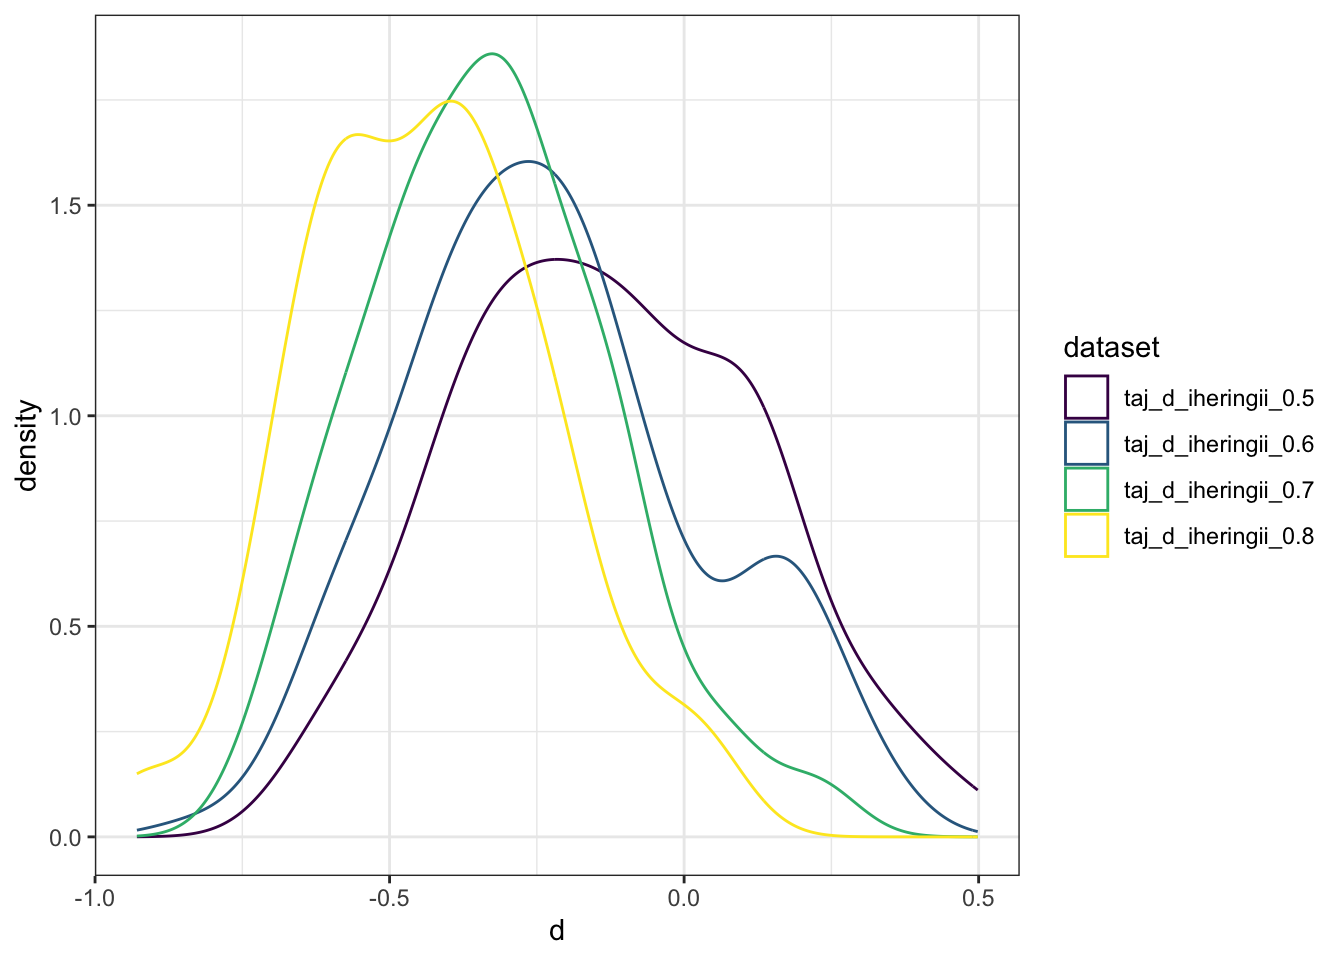 1.5
1.0
0.5
0.0
density
-1.0
-0.5
0.0
0.5
d
dataset
taj_d_iheringii_0.5
taj_d_iheringii_0.6
taj_d_iheringii_0.7
taj_d_iheringii_0.8